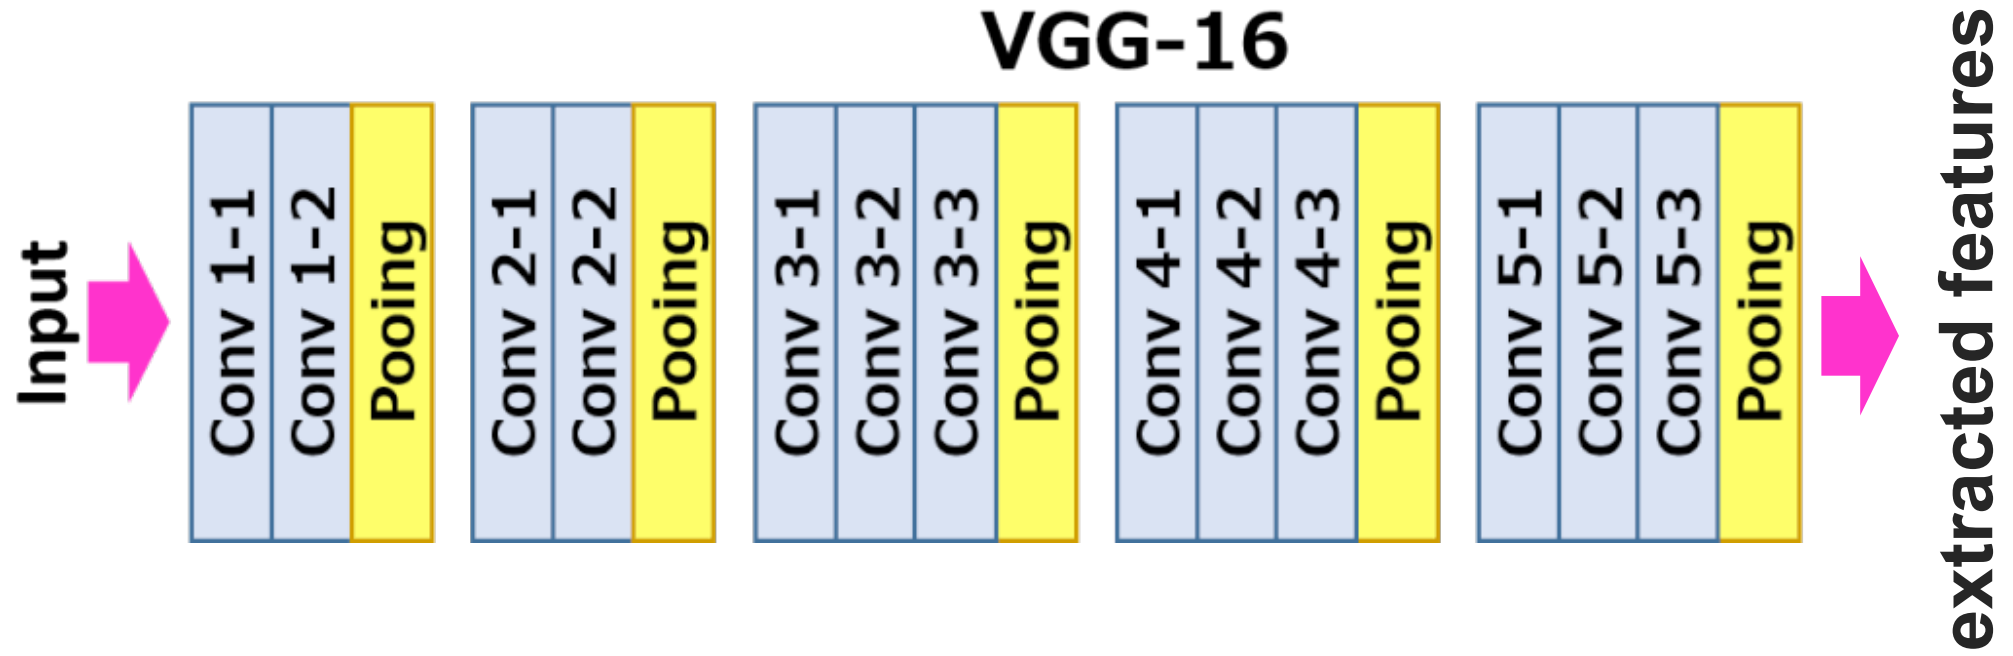 VGG-16
Input
Conv 1-1
Conv 1-2
Pooing
Conv 2-1
Conv 2-2
Pooing
Conv 3-1
Conv 3-2
Conv 3-3
Pooing
Conv 4-1
Conv 4-2
Conv 4-3
Pooing
Conv 5-1
Conv 5-2
Conv 5-3
Pooing
extracted features